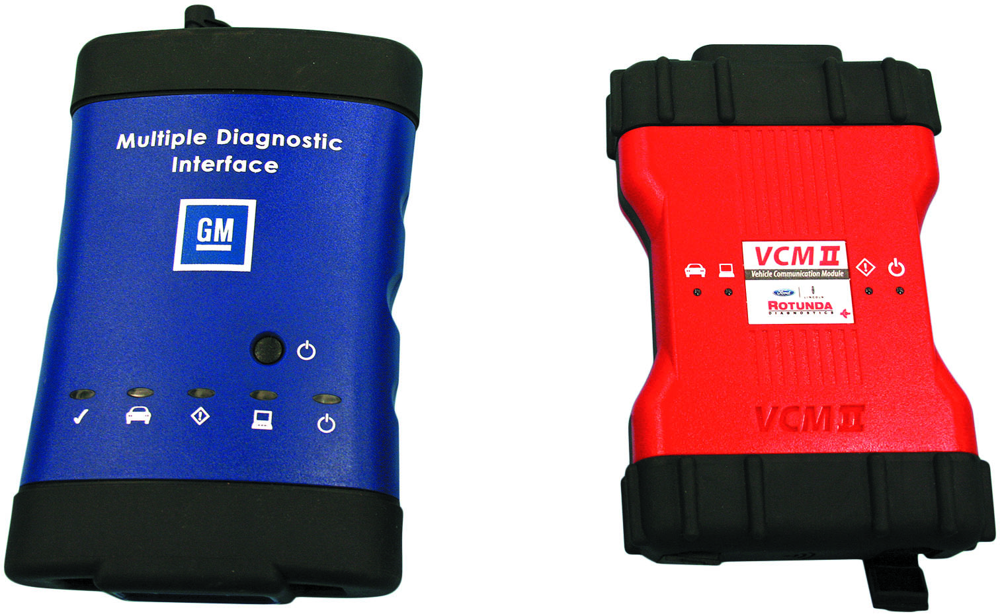 Multiple Diagnostic
Interface
GM
VCM II
Vehicle Communication Module
Ford
LINCOLN
ROTUNDA
DIAGNOSTICS
VCM II